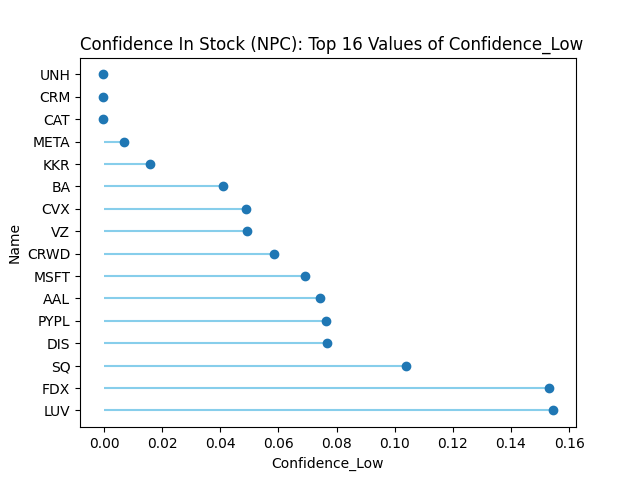 Confidence In Stock (NPC): Top 16 Values of Confidence_Low
UNH
CRM
CAT
META
KKR
BA
CVX
VZ
CRWD
MSFT
AAL
PYPL
DIS
SQ
FDX
LUV
Name
0.00 0.02 0.04 0.06 0.08 0.10 0.12 0.14 0.16
Confidence_Low